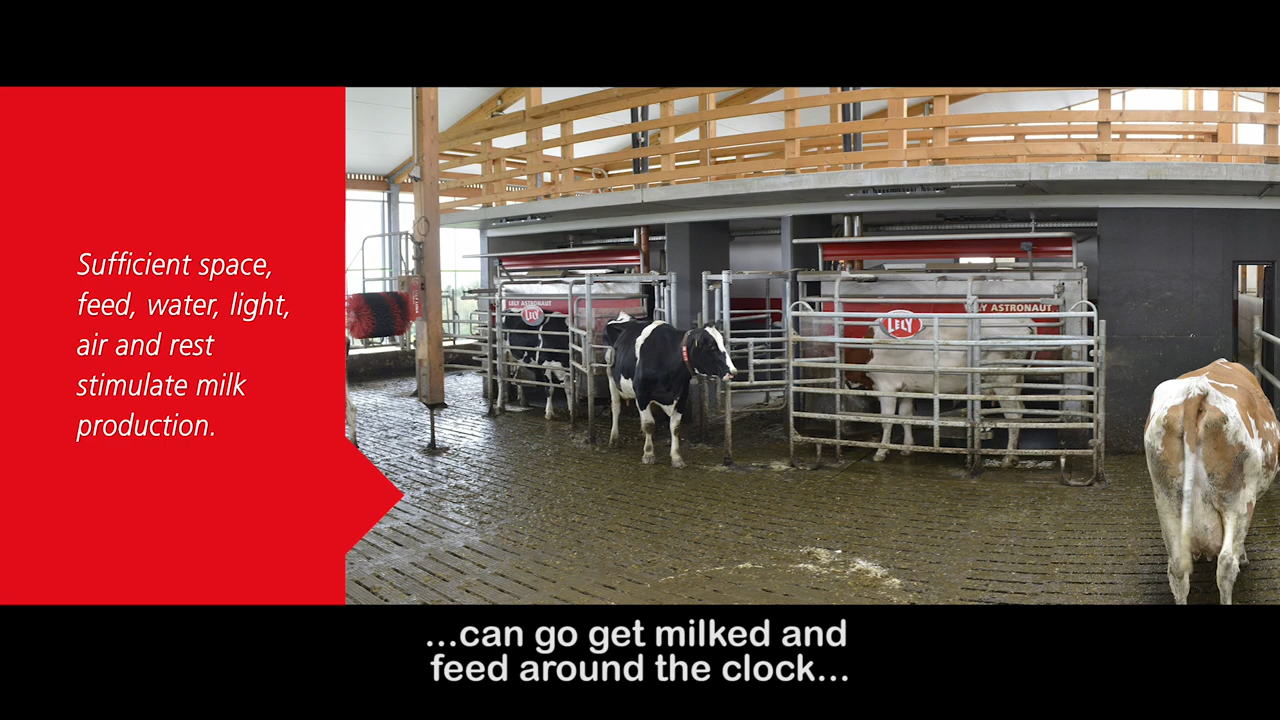 Sufficient space,
feed, water, light,
air and rest
stimulate milk
production.
LELY ASTRONAUT
LELY
LY ASTRONAUT
LELY
...can go get milked and
feed around the clock...